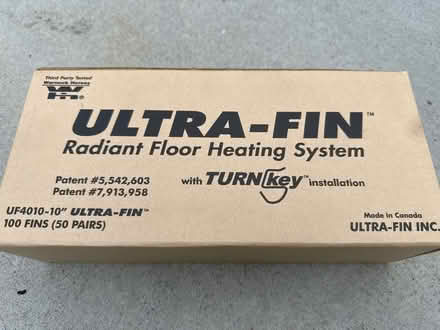 Third Party Tested
Warnock Hersey
WH®
ULTRA-FIN™
Radiant Floor Heating System
Patent #5,542,603
Patent #7,913,958
with TURNkey™ installation
UF4010-10" ULTRA-FIN™
100 FINS (50 PAIRS)
Made in Canada
ULTRA-FIN INC.